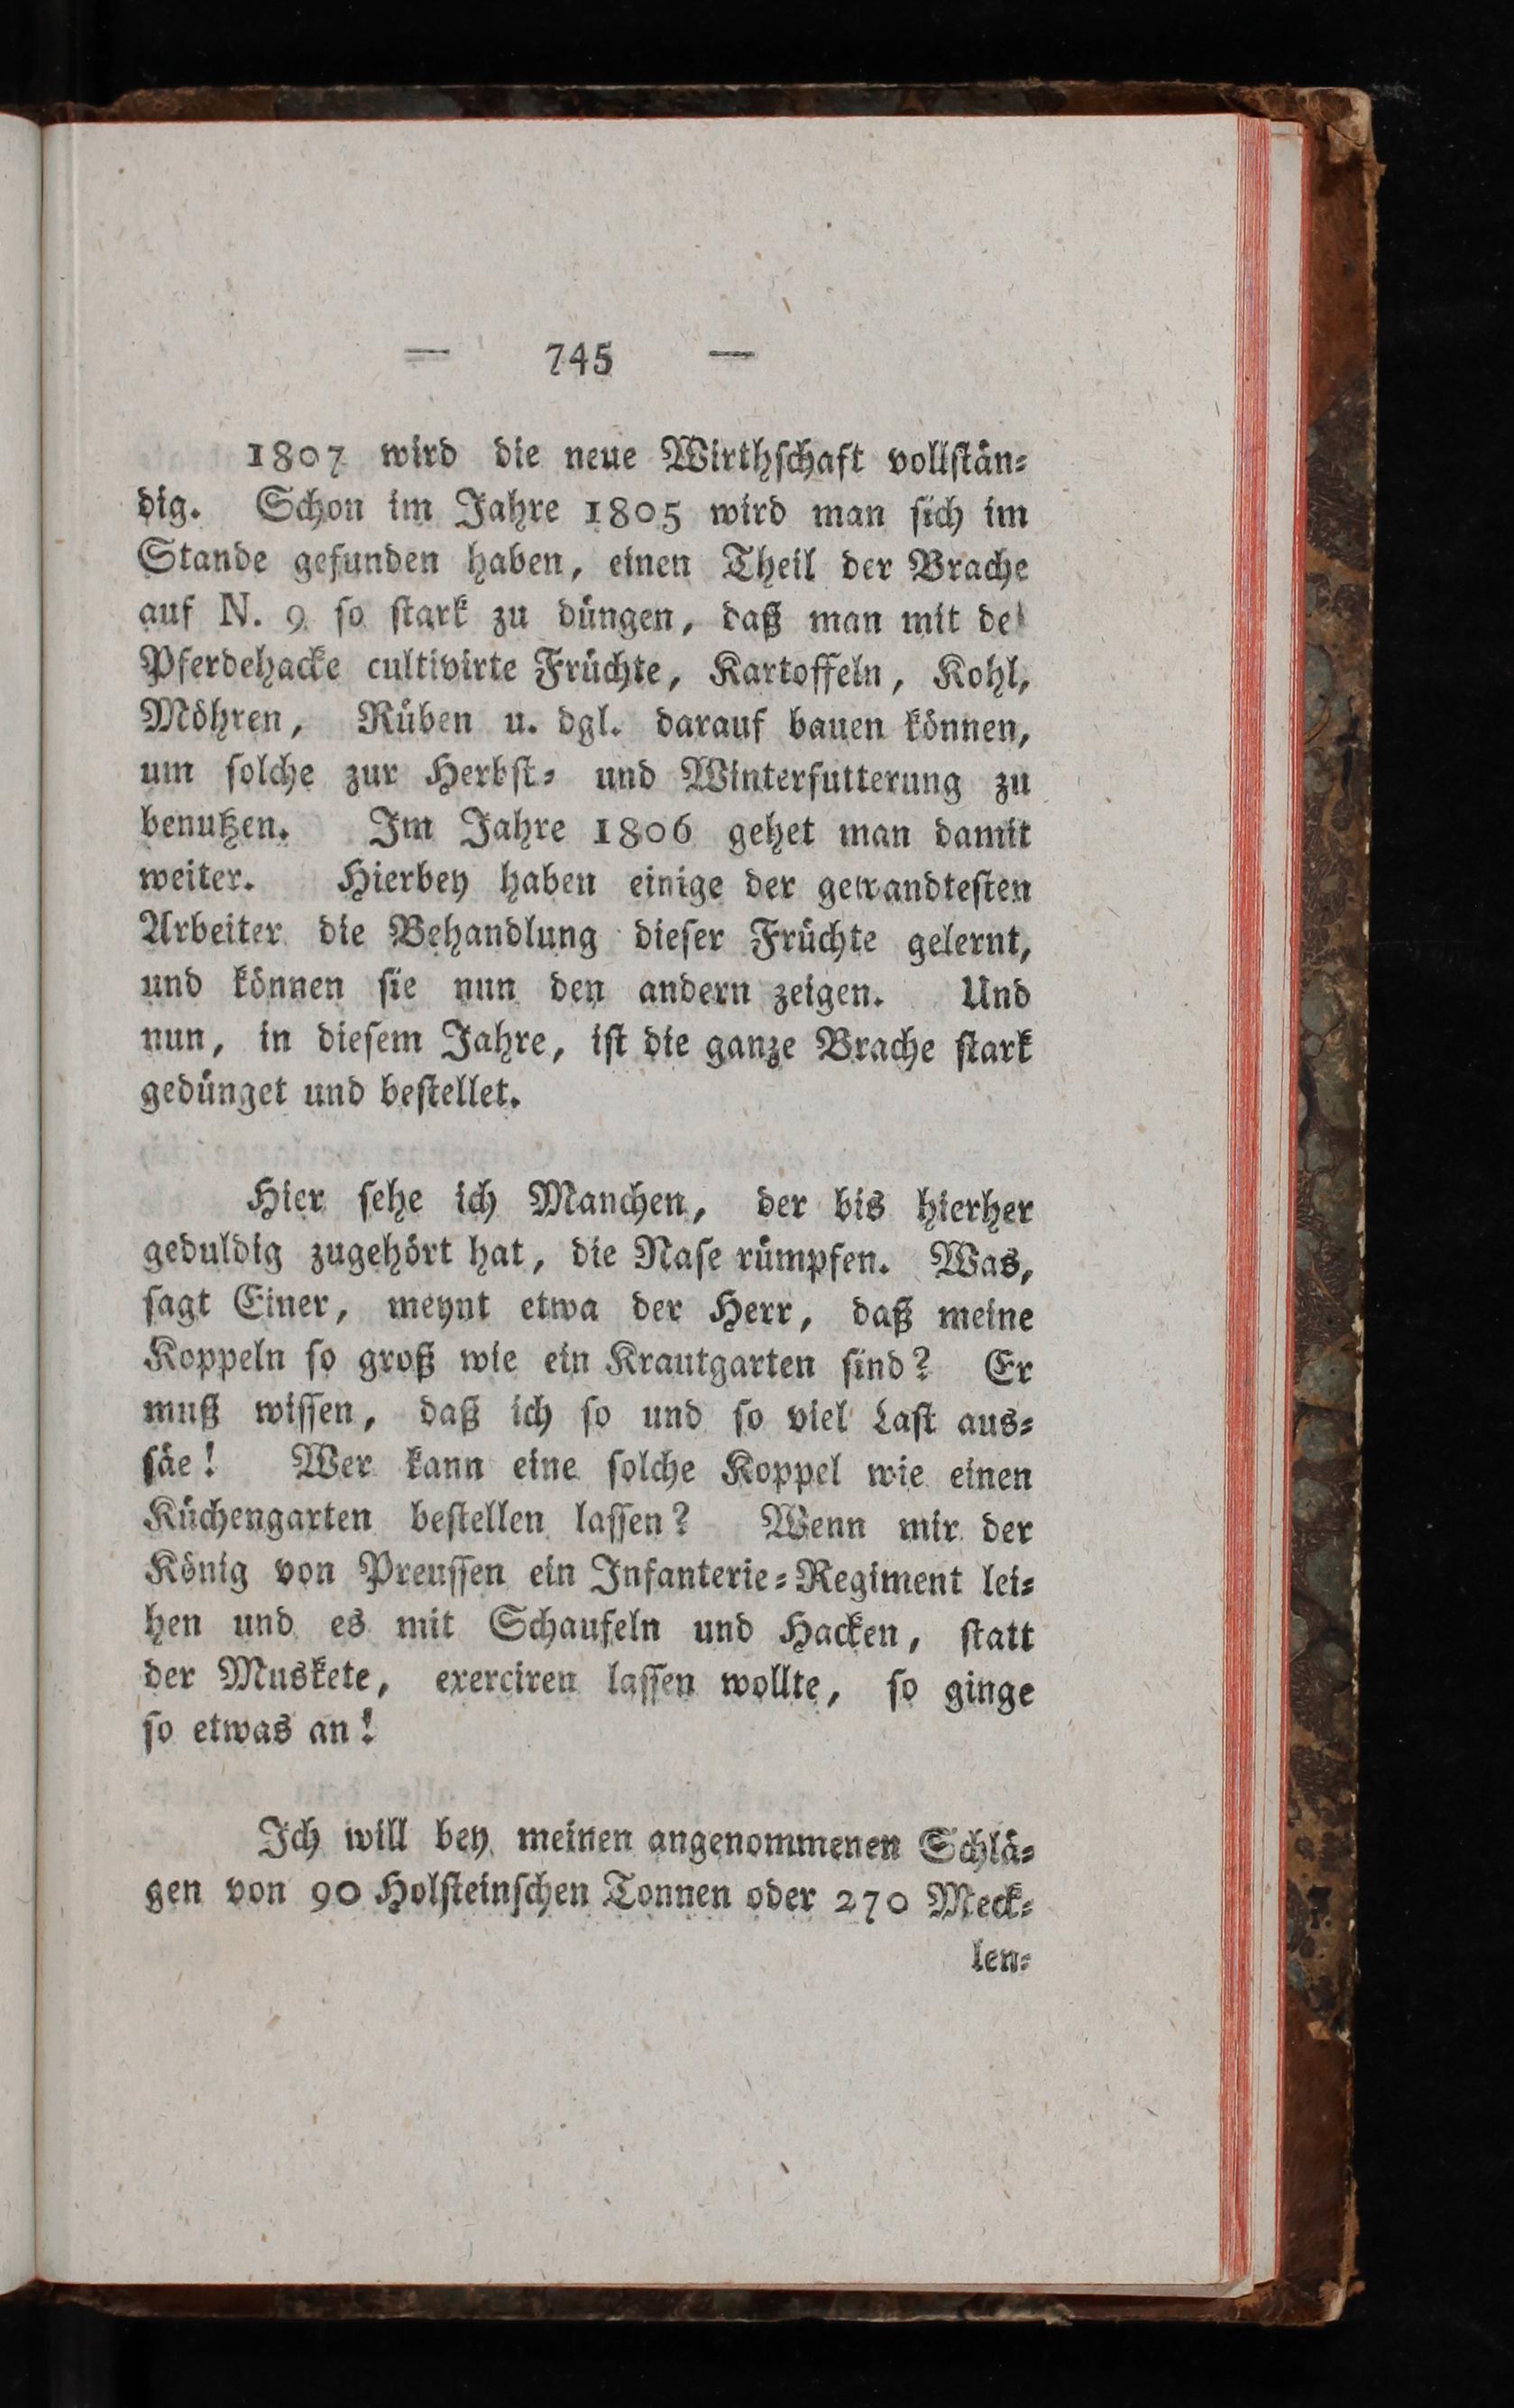 — 745 —
1807 wird die neue Wirthschaft vollstän-
dig. Schon im Jahre 1805 wird man sich im
Stande gefunden haben, einen Theil der Brache
auf N. 9 so stark zu düngen, daß man mit de
Pferdehacke cultivirte Früchte, Kartoffeln, Kohl,
Möhren, Rüben u. dgl. darauf bauen können,
um solche zur Herbst- und Winterfutterung zu
benutzen. Im Jahre 1806 gehet man damit
weiter. Hierbey haben einige der gewandtesten
Arbeiter die Behandlung dieser Früchte gelernt,
und können sie nun den andern zeigen. Und
nun, in diesem Jahre, ist die ganze Brache stark
gedünget und bestellet.
Hier sehe ich Manchen, der bis hierher
geduldig zugehört hat, die Nase rümpfen. Was,
sagt Einer, meynt etwa der Herr, daß meine
Koppeln so groß wie ein Krautgarten sind? Er
muß wissen, daß ich so und so viel Last aus-
säe! Wer kann eine solche Koppel wie einen
Küchengarten bestellen lassen? Wenn mir der
König von Preussen ein Infanterie-Regiment lei-
hen und es mit Schaufeln und Hacken, statt
der Muskete, exerciren lassen wollte, so ginge
so etwas an!
Ich will bey meinen angenommenen Schlä-
gen von 90 Holsteinschen Tonnen oder 270 Meck-
len-